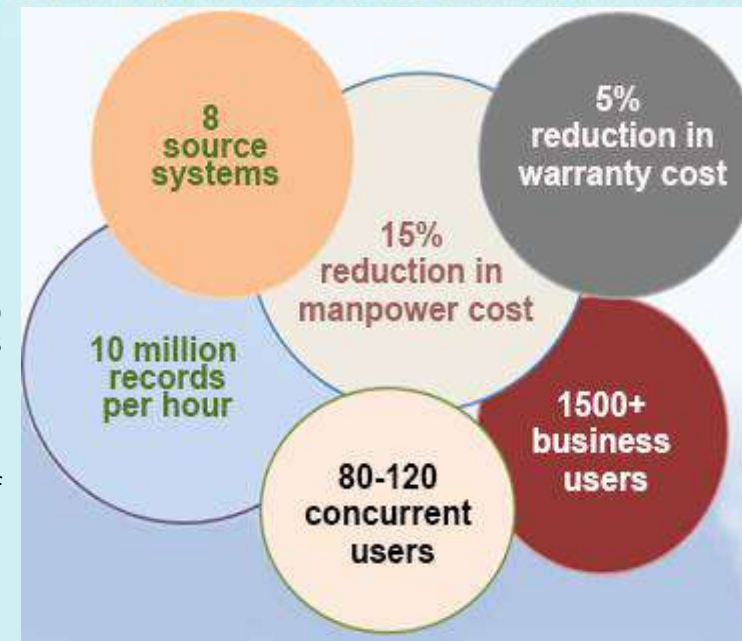 8
source
systems
5%
reduction in
warranty cost
15%
reduction in
manpower cost
10 million
records
per hour
1500+
business
users
80-120
concurrent
users